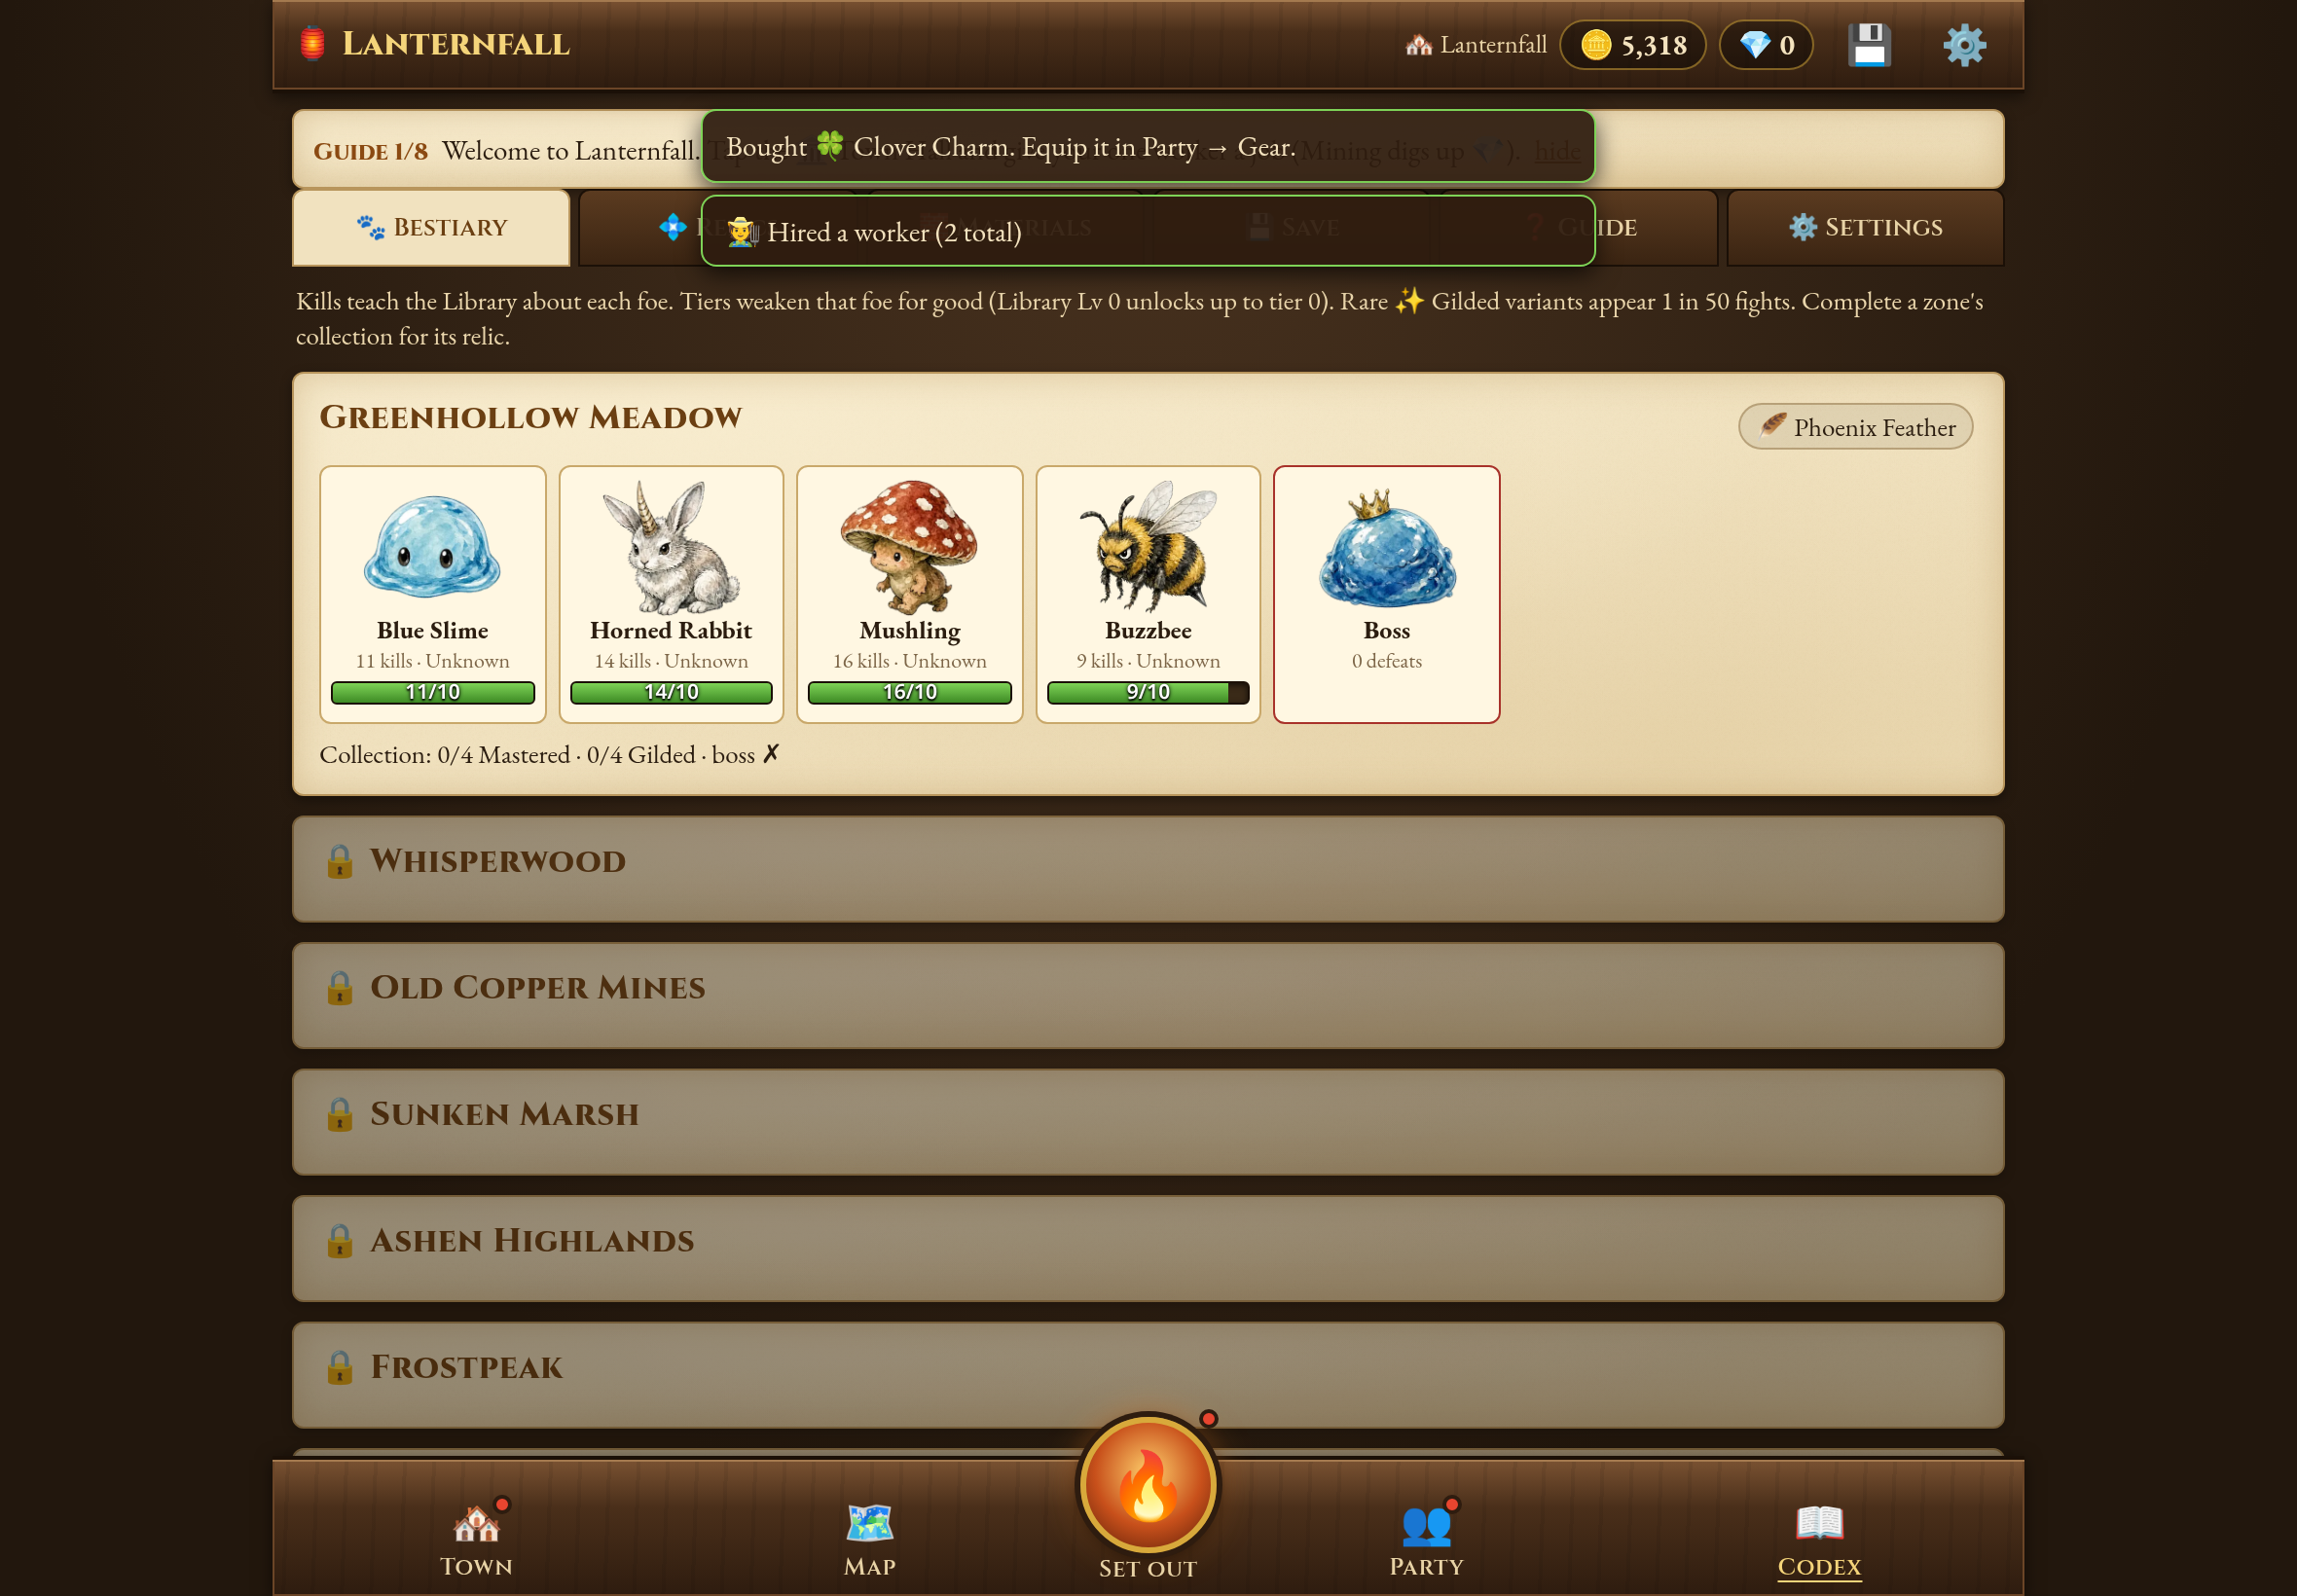 Lanternfall
Lanternfall 5,318 0
Guide 1/8 Welcome to Lanternfall. (Mining digs up ). hide
Bought Clover Charm. Equip it in Party → Gear.
Bestiary Materials Save Guide Settings
Hired a worker (2 total)
Kills teach the Library about each foe. Tiers weaken that foe for good (Library Lv 0 unlocks up to tier 0). Rare ✨ Gilded variants appear 1 in 50 fights. Complete a zone's
collection for its relic.
Greenhollow Meadow
Phoenix Feather
Blue Slime
11 kills · Unknown
11/10
Horned Rabbit
14 kills · Unknown
14/10
Mushling
16 kills · Unknown
16/10
Buzzbee
9 kills · Unknown
9/10
Boss
0 defeats
Collection: 0/4 Mastered · 0/4 Gilded · boss ✗
Whisperwood
Old Copper Mines
Sunken Marsh
Ashen Highlands
Frostpeak
Town
Map
Set out
Party
Codex